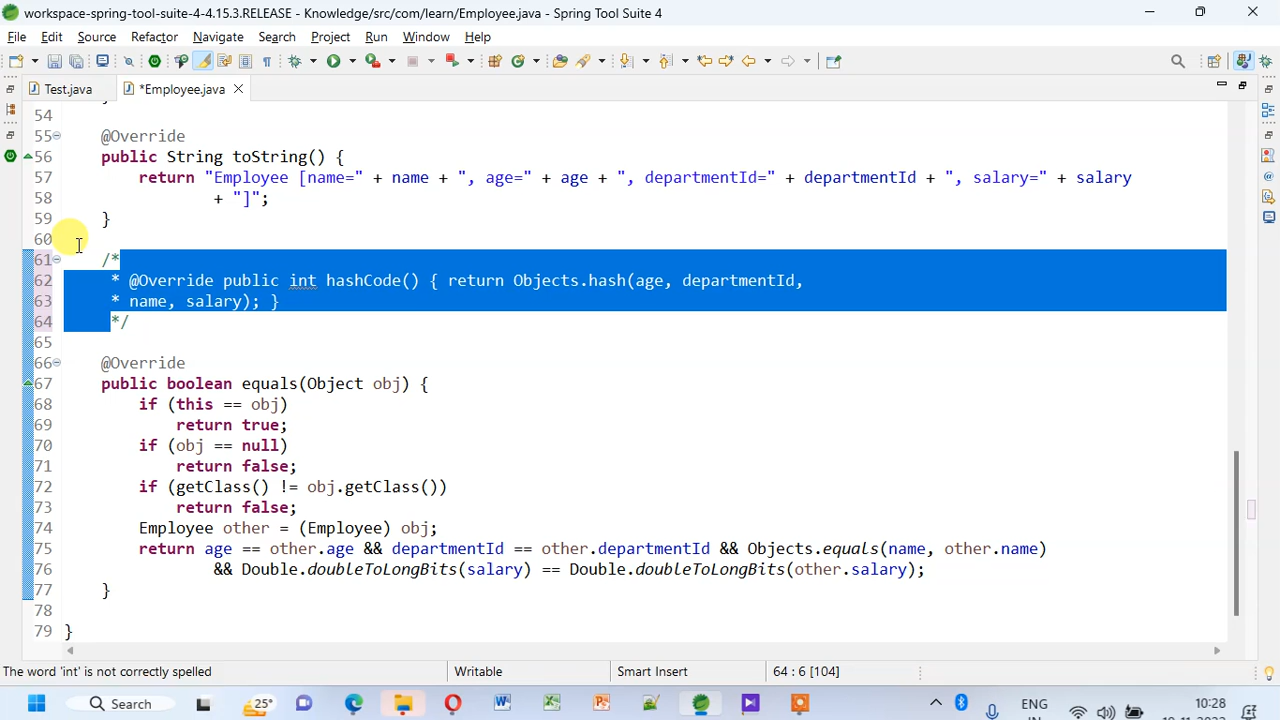 workspace-spring-tool-suite-4-4.15.3.RELEASE - Knowledge/src/com/learn/Employee.java - Spring Tool Suite 4
File Edit Source Refactor Navigate Search Project Run Window Help
Test.java *Employee.java
54
55 @Override
56 public String toString() {
57 return "Employee [name=" + name + ", age=" + age + ", departmentId=" + departmentId + ", salary=" + salary
58 + "]";
59 }
60
61 /*
62 * @Override public int hashCode() { return Objects.hash(age, departmentId,
63 * name, salary); }
64 */
65
66 @Override
67 public boolean equals(Object obj) {
68 if (this == obj)
69 return true;
70 if (obj == null)
71 return false;
72 if (getClass() != obj.getClass())
73 return false;
74 Employee other = (Employee) obj;
75 return age == other.age && departmentId == other.departmentId && Objects.equals(name, other.name)
76 && Double.doubleToLongBits(salary) == Double.doubleToLongBits(other.salary);
77 }
78
79 }
The word 'int' is not correctly spelled Writable Smart Insert 64 : 6 [104]
Search 25° ENG 10:28
IN